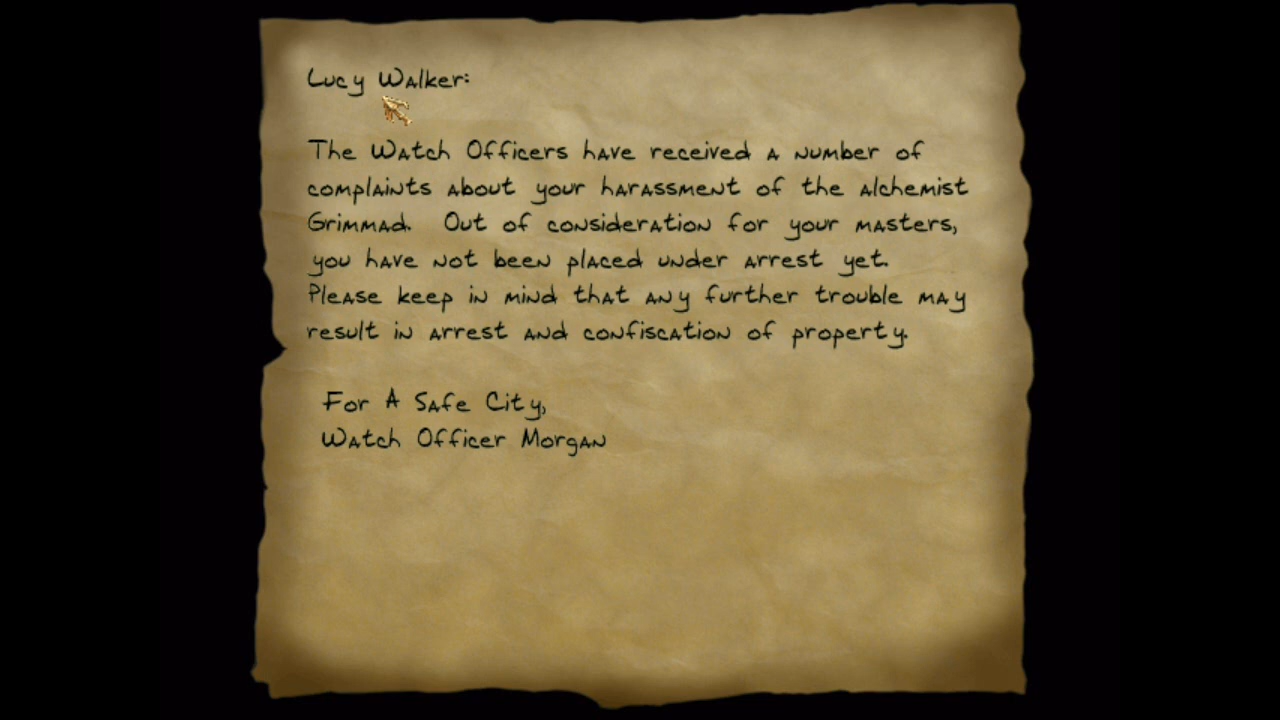 Lucy Walker:
The Watch Officers have received a number of
complaints about your harassment of the alchemist
Grimmad. Out of consideration for your masters,
you have not been placed under arrest yet.
Please keep in mind that any further trouble may
result in arrest and confiscation of property.
For A Safe City,
Watch Officer Morgan